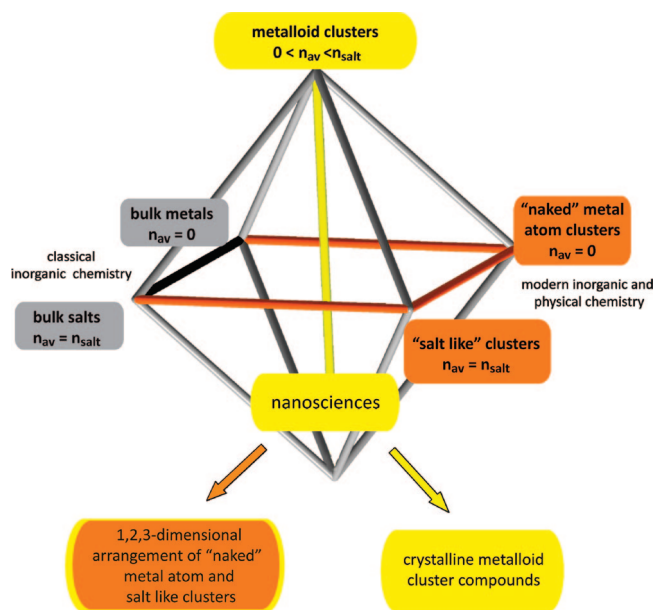 metalloid clusters
0 < nav <nsalt
bulk metals
nav = 0
"naked" metal
atom clusters
nav = 0
classical
inorganic chemistry
modern inorganic and
physical chemistry
bulk salts
nav = nsalt
"salt like" clusters
nav = nsalt
nanosciences
1,2,3-dimensional
arrangement of "naked"
metal atom and
salt like clusters
crystalline metalloid
cluster compounds